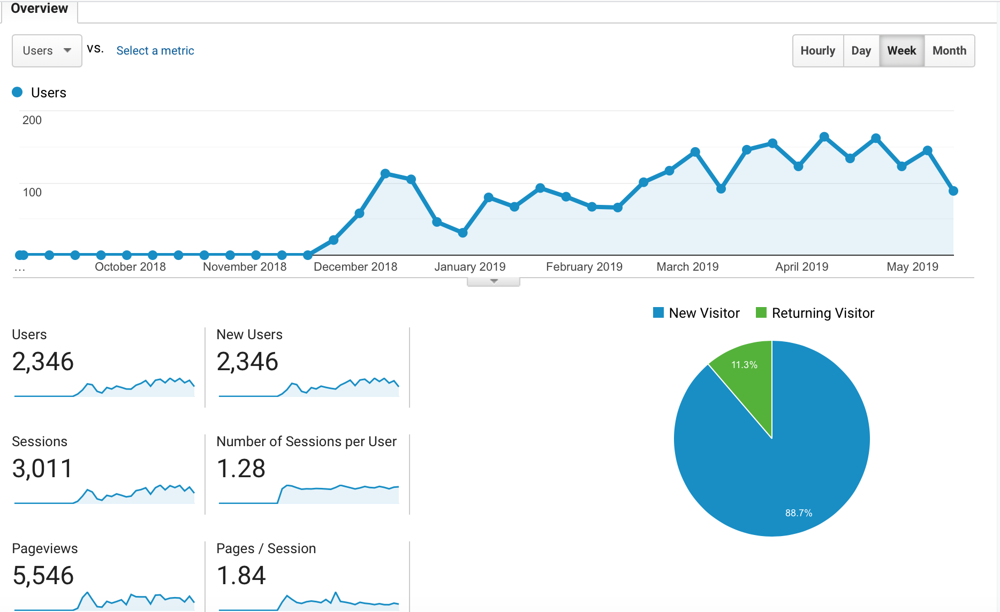 Overview
Users vs. Select a metric
Hourly Day Week Month
Users
200
100
...
October 2018 November 2018 December 2018 January 2019 February 2019 March 2019 April 2019 May 2019
New Visitor Returning Visitor
Users New Users
2,346 2,346
11.3%
Sessions Number of Sessions per User
3,011 1.28
88.7%
Pageviews Pages / Session
5,546 1.84